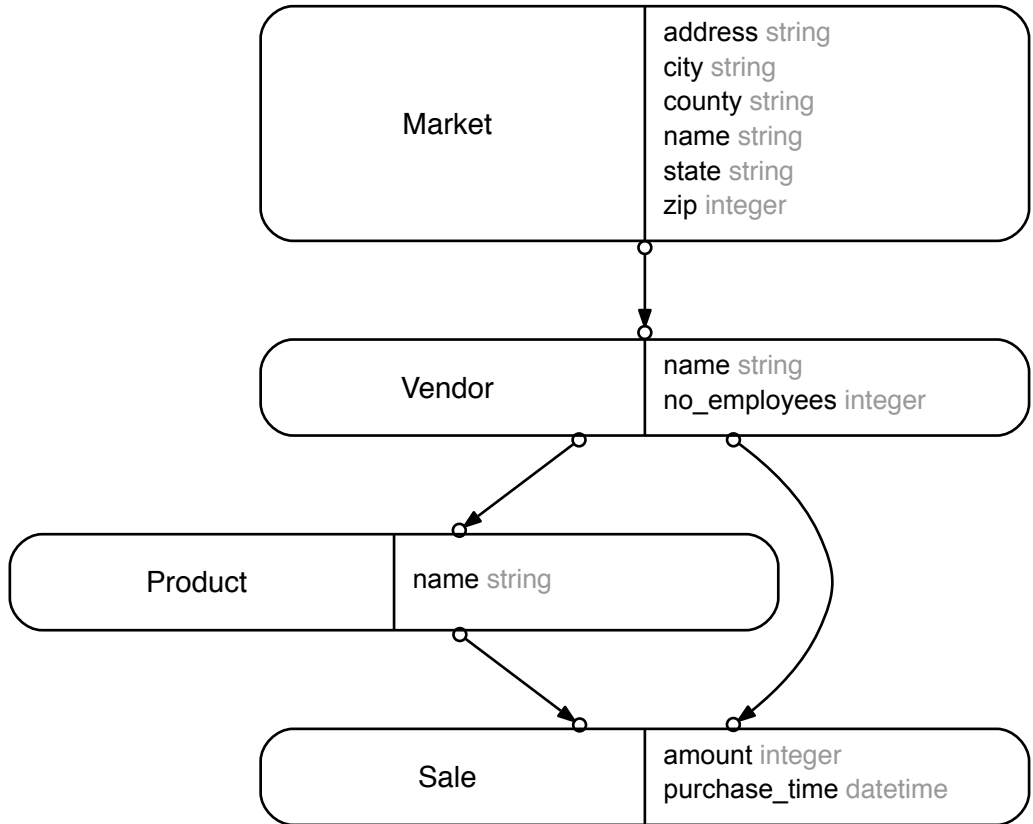 Market
address string
city string
county string
name string
state string
zip integer
Vendor
name string
no_employees integer
Product
name string
Sale
amount integer
purchase_time datetime